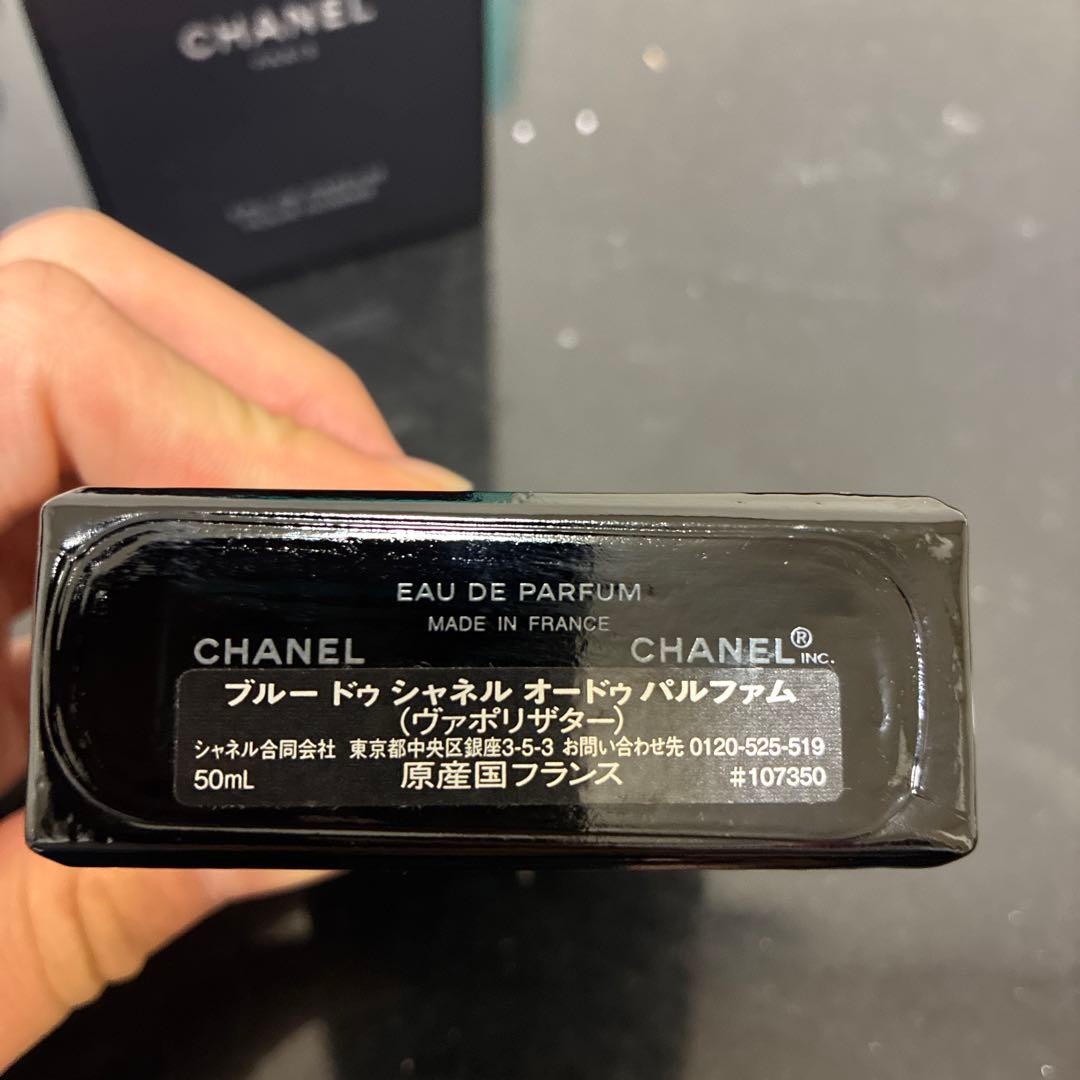 CHANEL
EAU DE PARFUM
MADE IN FRANCE
CHANEL CHANEL® INC.
ブルー ドゥ シャネル オードゥ パルファム
(ヴァポリザター)
シャネル合同会社 東京都中央区銀座3-5-3 お問い合わせ先 0120-525-519
50mL 原産国フランス #107350